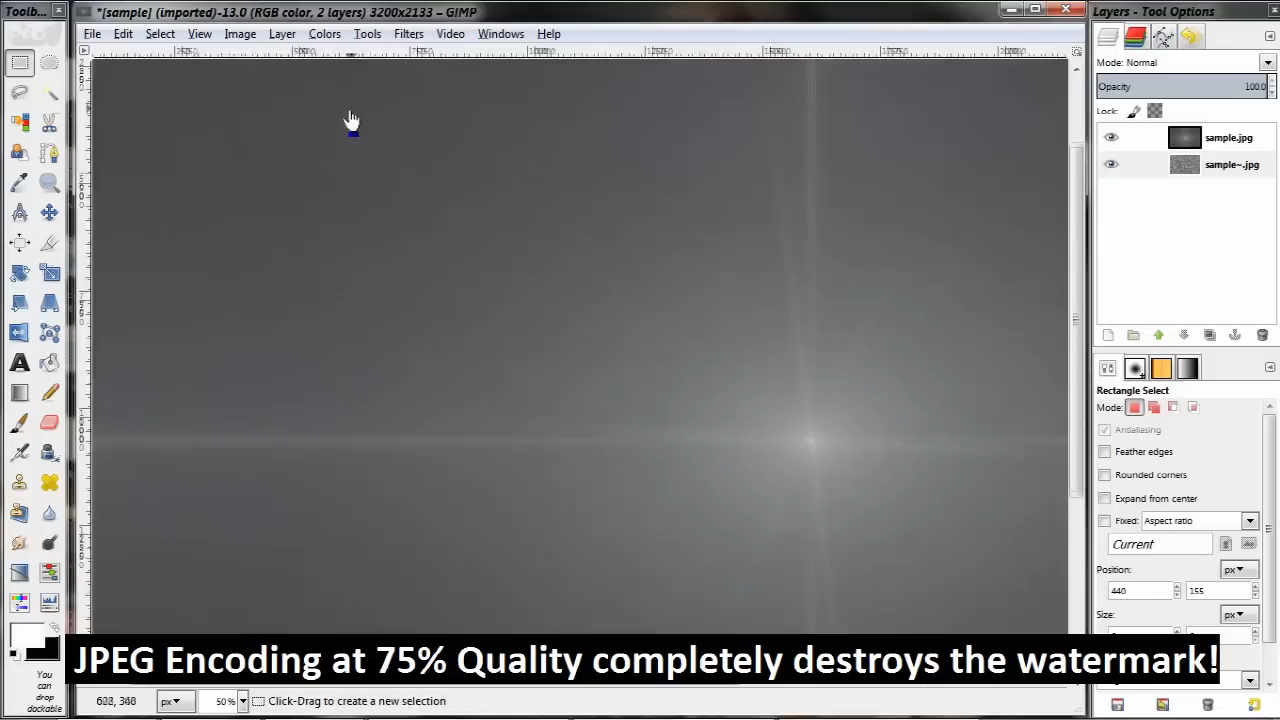 Toolb...
*[sample] (imported)-13.0 (RGB color, 2 layers) 3200x2133 – GIMP
Layers - Tool Options
File Edit Select View Image Layer Colors Tools Filters Video Windows Help
Mode: Normal
Opacity 100.0
Lock:
sample.jpg
sample~.jpg
Rectangle Select
Mode:
Antialiasing
Feather edges
Rounded corners
Expand from center
Fixed: Aspect ratio
Current
Position:
px
440 155
Size:
px
You
can
drop
dockable
JPEG Encoding at 75% Quality completely destroys the watermark!
px 50% Click-Drag to create a new selection